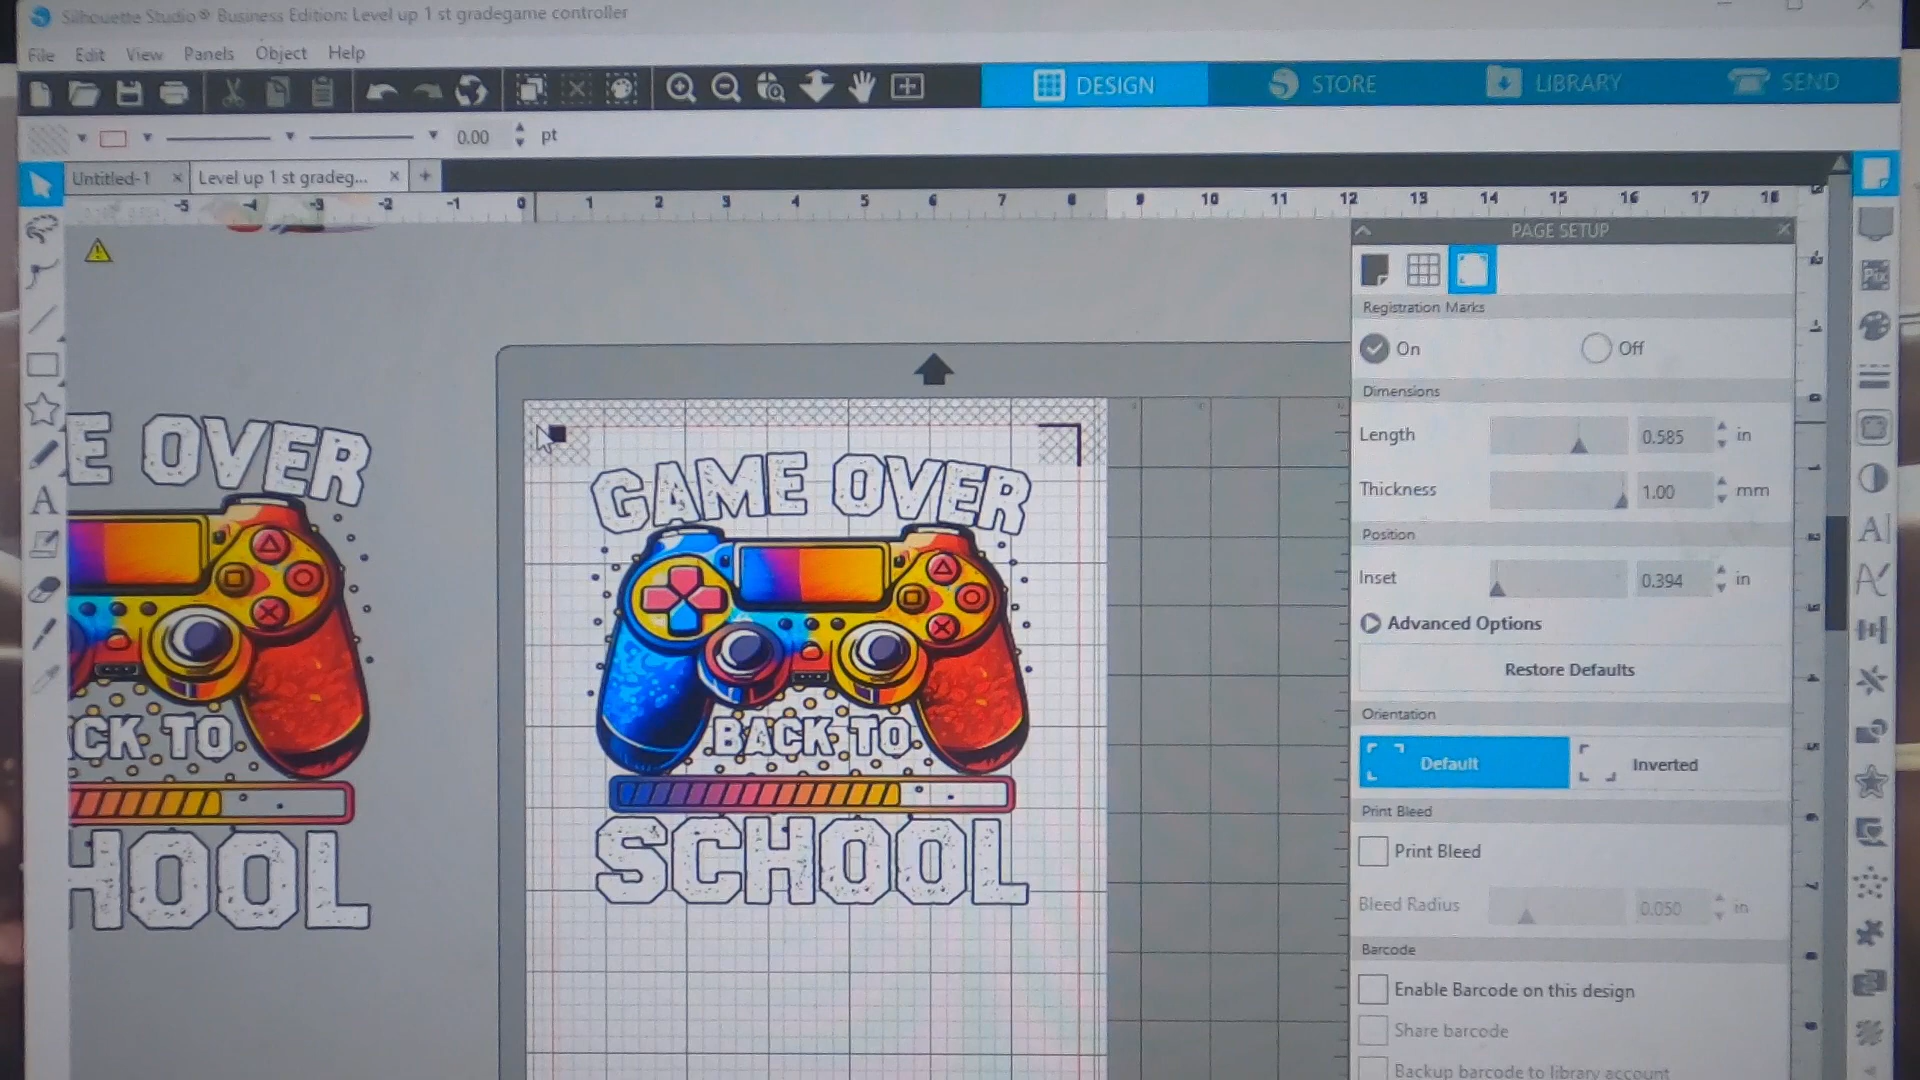 Silhouette Studio® Business Edition: Level up 1 st gradegame controller
File Edit View Panels Object Help
DESIGN STORE LIBRARY SEND
0.00 pt
Untitled-1 × Level up 1 st gradeg... × +
-5 -4 -3 -2 -1 0 1 2 3 4 5 6 7 8 9 10 11 12 13 14 15 16 17 18
PAGE SETUP
Pix
Registration Marks
On Off
Dimensions
Length 0.585 in
Thickness 1.00 mm
Position
Inset 0.394 in
Advanced Options
Restore Defaults
Orientation
Default Inverted
Print Bleed
Print Bleed
Bleed Radius 0.050 in
Barcode
Enable Barcode on this design
Share barcode
Backup barcode to library account
E OVER
CK TO
HOOL
GAME OVER
BACK TO
SCHOOL